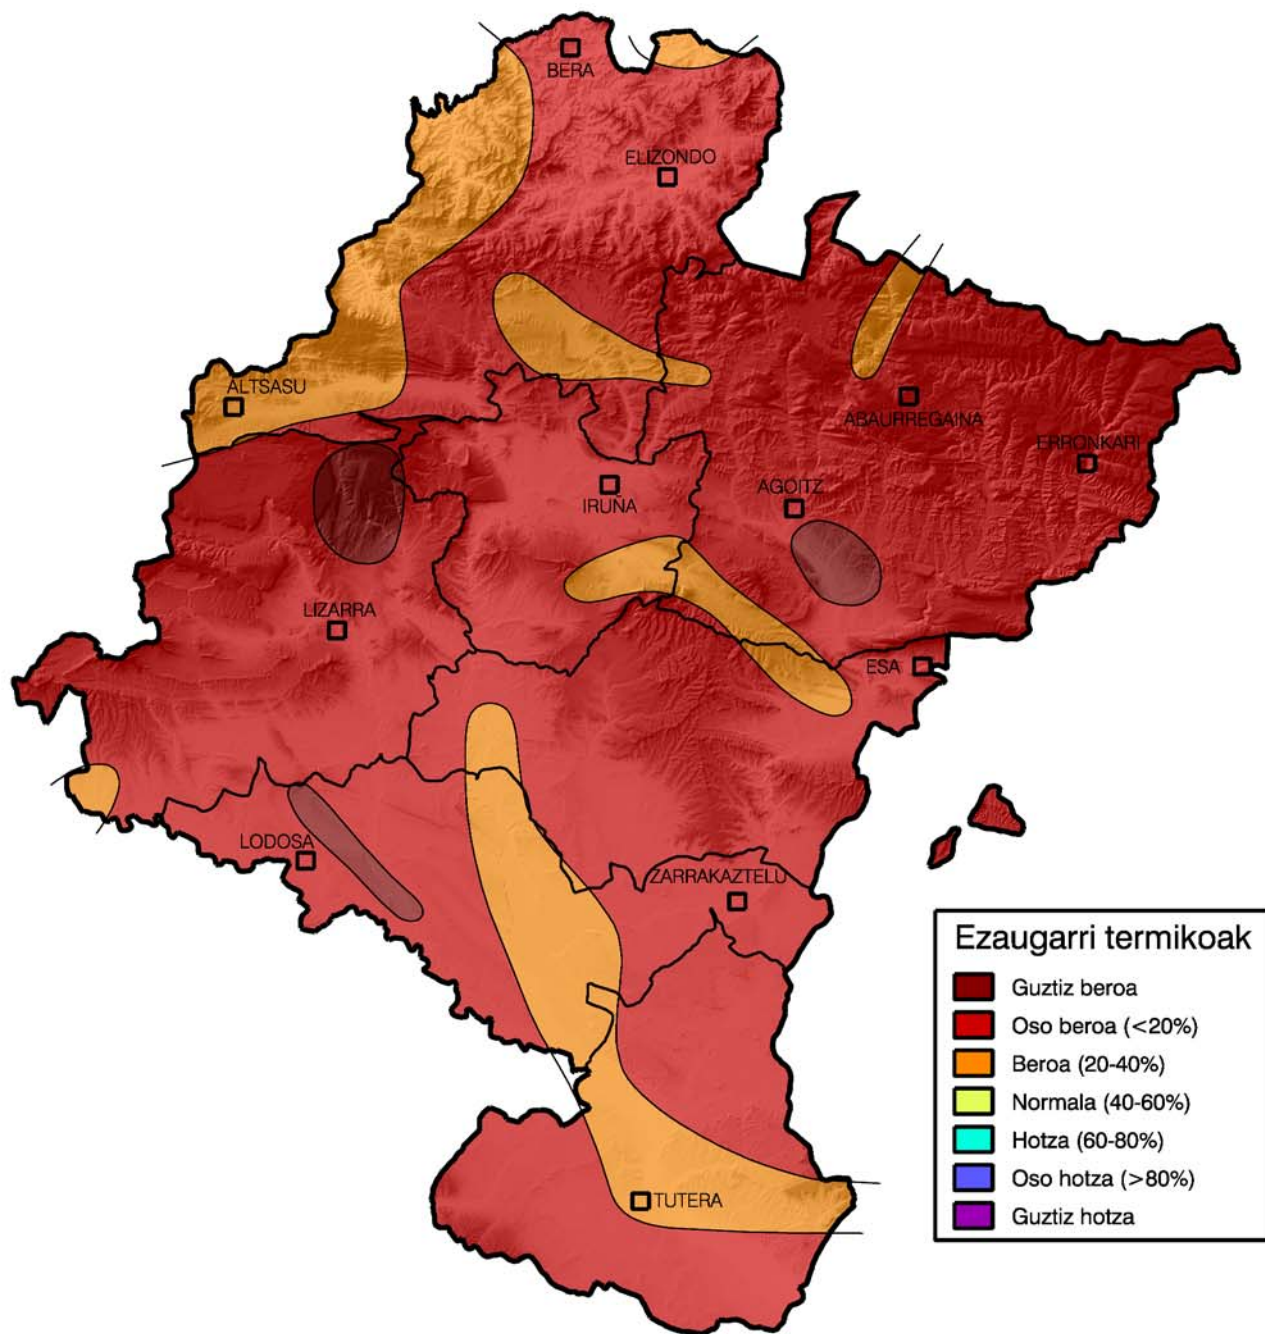 BERA
ELIZONDO
ALTSASU
ABAURREGAINA
ERRONKARI
IRUÑA
AGOITZ
LIZARRA
ESA
LODOSA
ZARRAKAZTELU
TUTERA
Ezaugarri termikoak
Guztiz beroa
Oso beroa (<20%)
Beroa (20-40%)
Normala (40-60%)
Hotza (60-80%)
Oso hotza (>80%)
Guztiz hotza